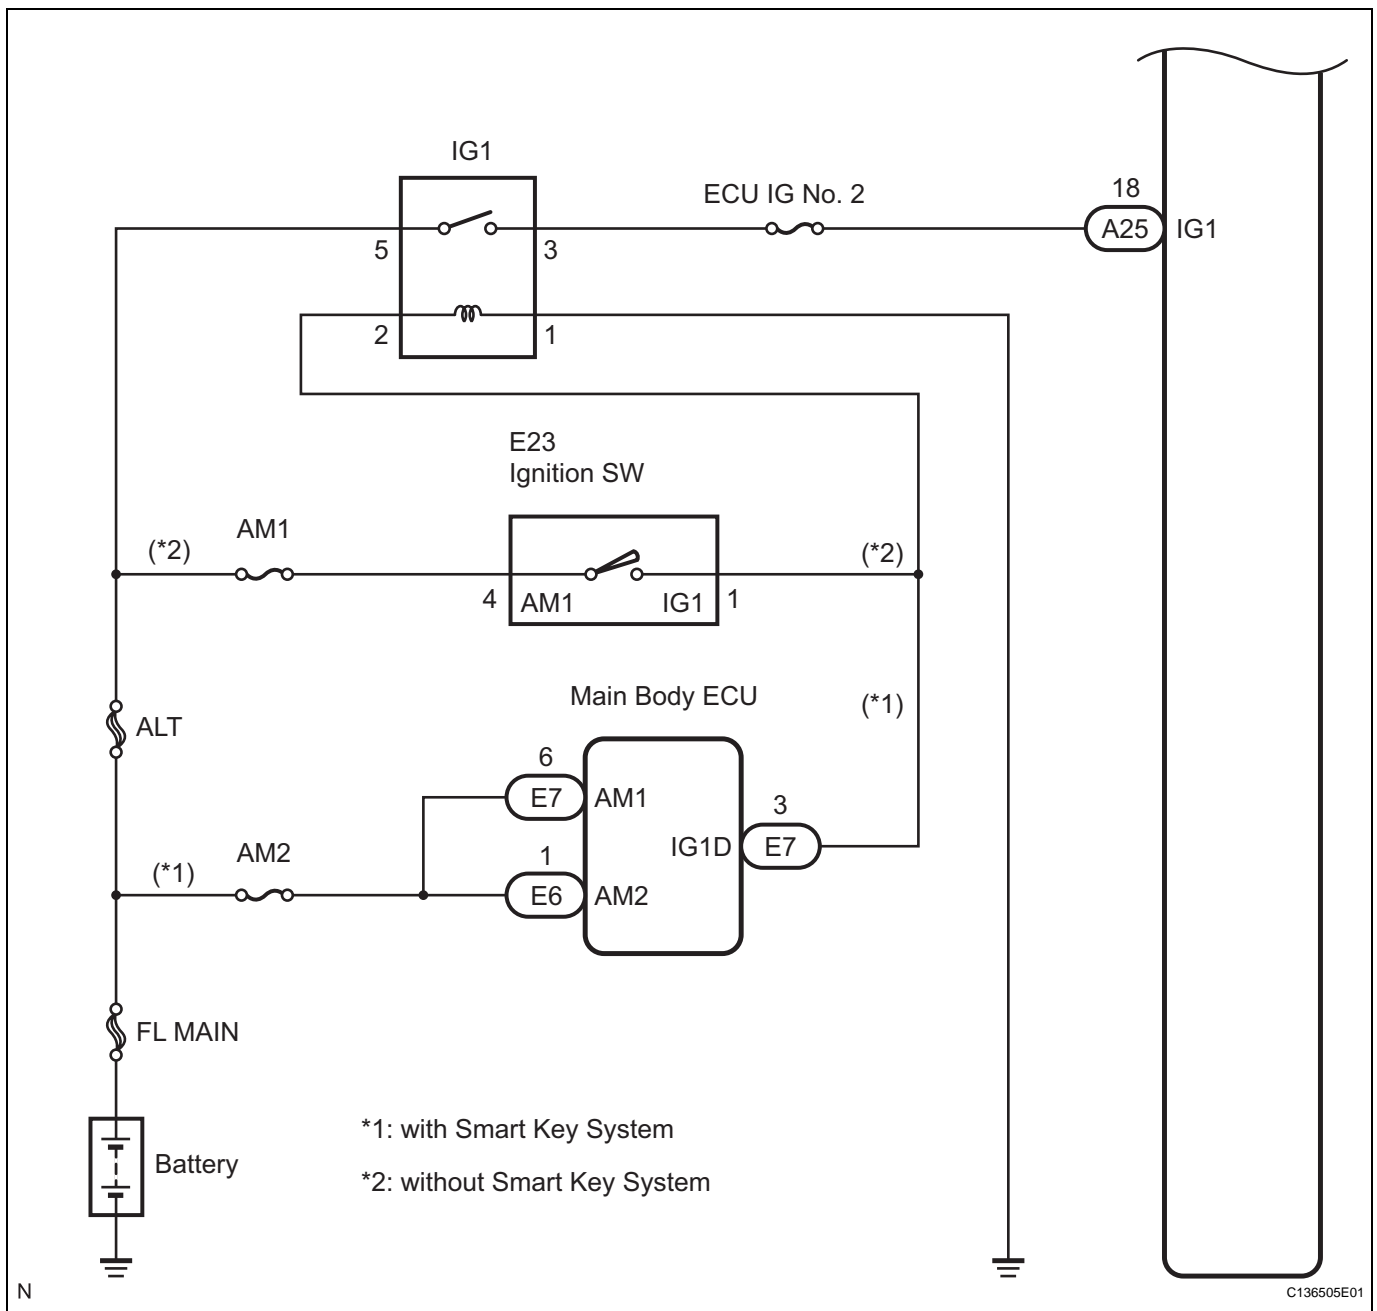 IG1
ECU IG No. 2
18
A25
IG1
5
3
2
1
E23
Ignition SW
(*2)
AM1
(*2)
4
AM1
IG1
1
Main Body ECU
(*1)
ALT
6
E7
AM1
3
IG1D
E7
(*1)
AM2
1
E6
AM2
FL MAIN
*1: with Smart Key System
Battery
*2: without Smart Key System
N
C136505E01